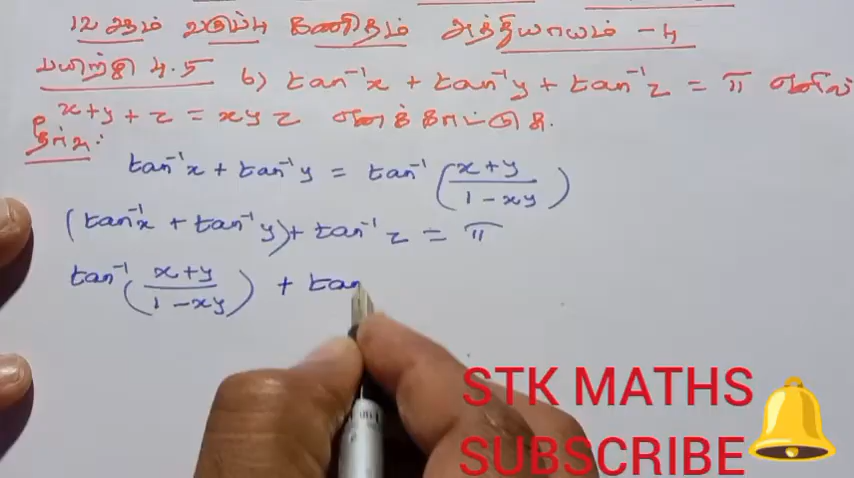 12 ஆம் வகுப்பு கணிதம் அத்தியாயம் - 4
பயிற்சி 4.5 6) tan⁻¹x + tan⁻¹y + tan⁻¹z = π எனில்
x+y+z = xyz எனக் காட்டுக.
தீர்வு:
tan⁻¹x + tan⁻¹y = tan⁻¹ (x+y / 1-xy)
(tan⁻¹x + tan⁻¹y) + tan⁻¹z = π
tan⁻¹ (x+y / 1-xy) + tan
STK MATHS
SUBSCRIBE